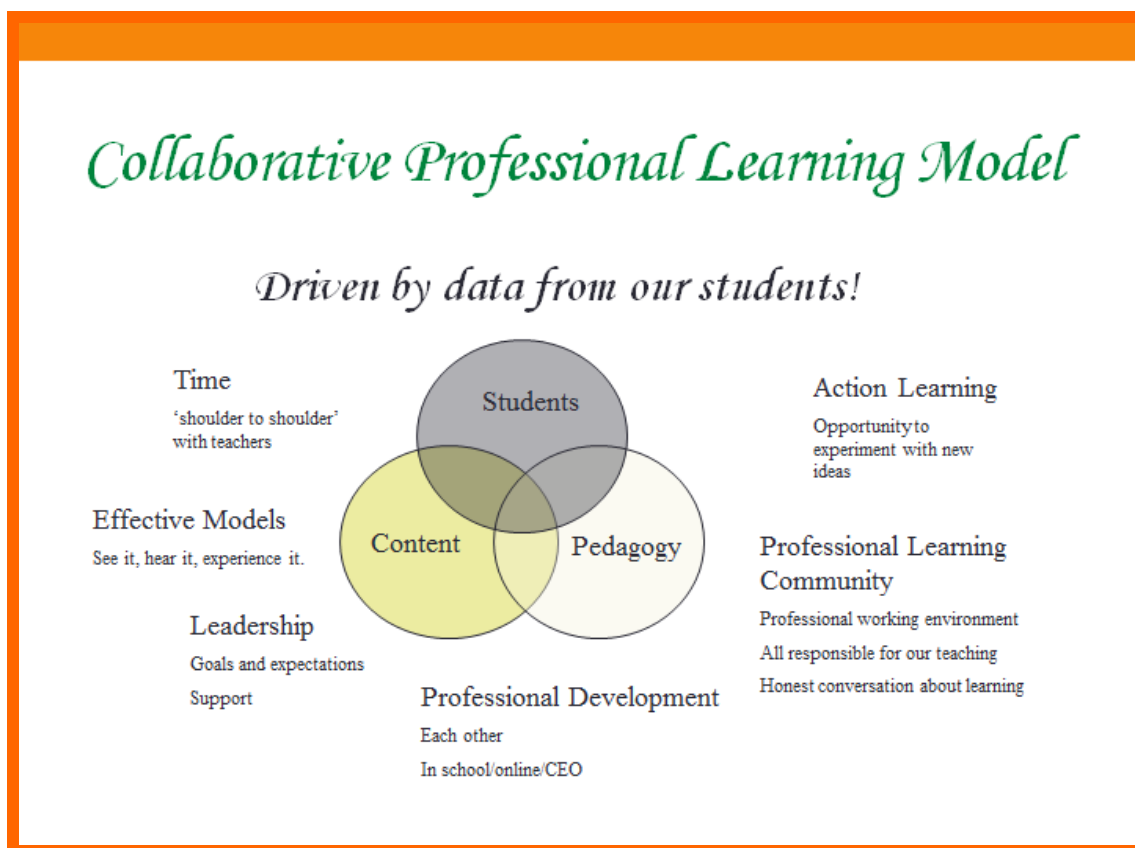 Collaborative Professional Learning Model
Driven by data from our students!
Time
‘shoulder to shoulder’
with teachers
Students
Action Learning
Opportunity to
experiment with new
ideas
Effective Models
See it, hear it, experience it.
Content
Pedagogy
Professional Learning
Community
Professional working environment
All responsible for our teaching
Honest conversation about learning
Leadership
Goals and expectations
Support
Professional Development
Each other
In school/online/CEO